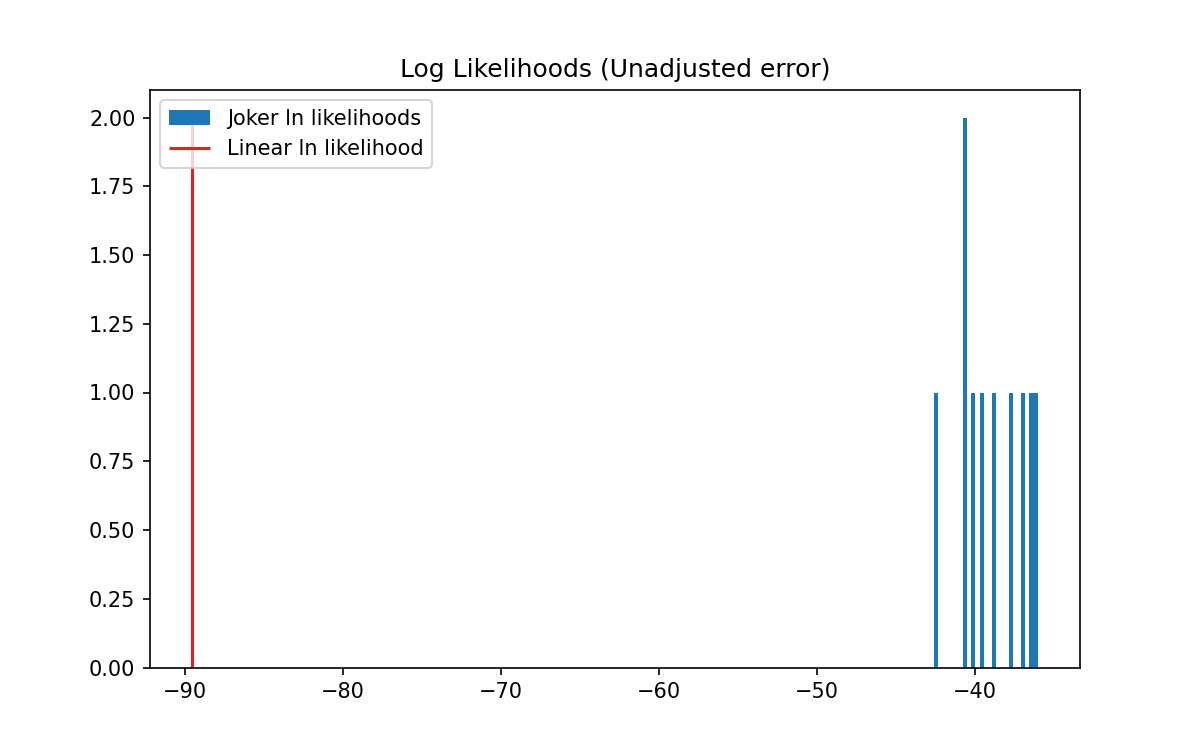 Log Likelihoods (Unadjusted error)
Joker ln likelihoods
Linear ln likelihood
2.00
1.75
1.50
1.25
1.00
0.75
0.50
0.25
0.00
−90 −80 −70 −60 −50 −40